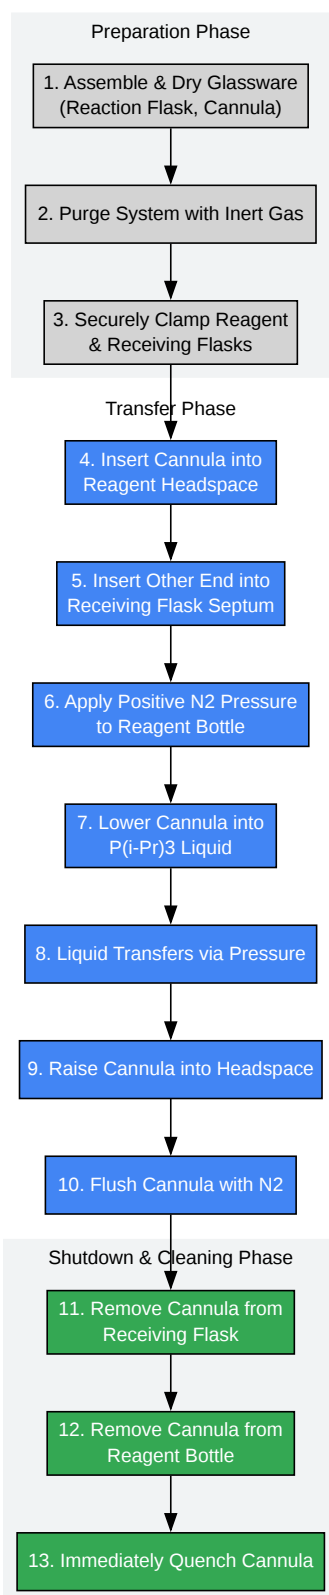 Preparation Phase
1. Assemble & Dry Glassware
(Reaction Flask, Cannula)
2. Purge System with Inert Gas
3. Securely Clamp Reagent
& Receiving Flasks
Transfer Phase
4. Insert Cannula into
Reagent Headspace
5. Insert Other End into
Receiving Flask Septum
6. Apply Positive N2 Pressure
to Reagent Bottle
7. Lower Cannula into
P(i-Pr)3 Liquid
8. Liquid Transfers via Pressure
9. Raise Cannula into Headspace
10. Flush Cannula with N2
Shutdown & Cleaning Phase
11. Remove Cannula from
Receiving Flask
12. Remove Cannula from
Reagent Bottle
13. Immediately Quench Cannula